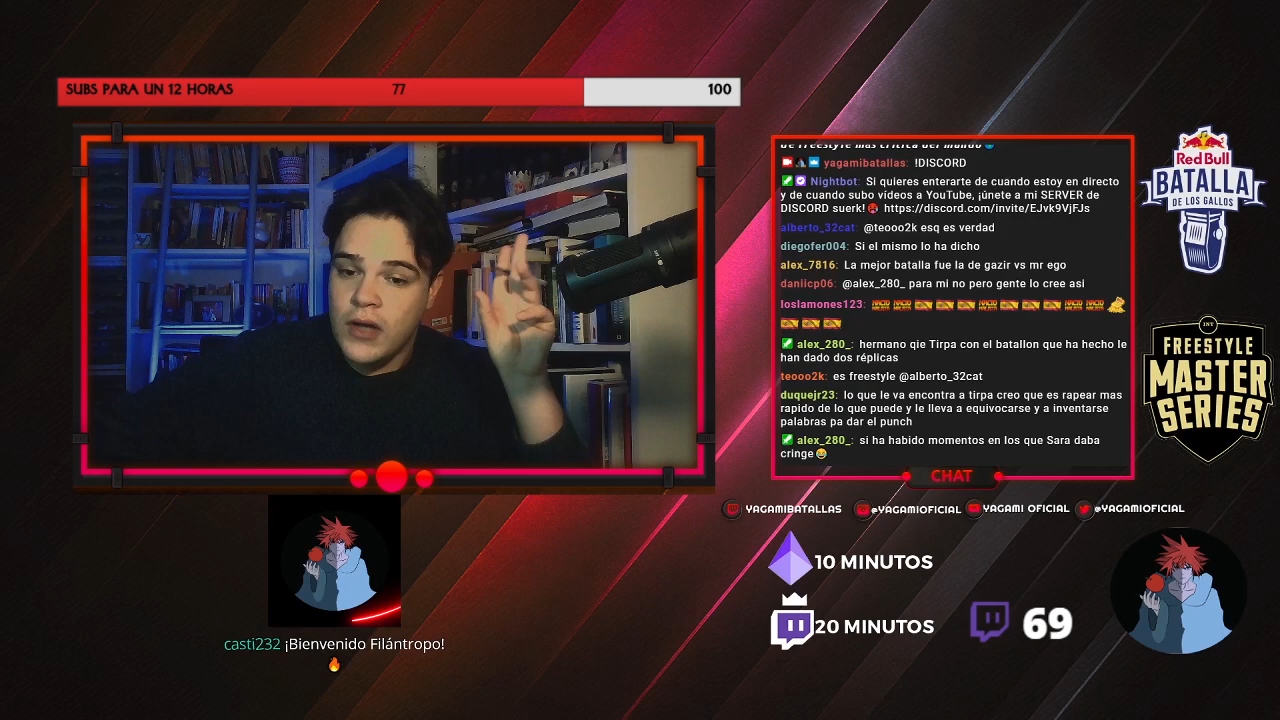 SUBS PARA UN 12 HORAS 77 100
yagamibatallas: !DISCORD
Nightbot: Si quieres enterarte de cuando estoy en directo
y de cuando subo videos a YouTube, ¡únete a mi SERVER de
DISCORD suerk! https://discord.com/invite/EJvk9VjFJs
alberto_32cat: @teooo2k esq es verdad
diegofer004: Si el mismo lo ha dicho
alex_7816: La mejor batalla fue la de gazir vs mr ego
daniicp06: @alex_280_ para mi no pero gente lo cree asi
loslamones123:
alex_280_: hermano qie Tirpa con el batallon que ha hecho le
han dado dos réplicas
teooo2k: es freestyle @alberto_32cat
duquejr23: lo que le va encontra a tirpa creo que es rapear mas
rapido de lo que puede y le lleva a equivocarse y a inventarse
palabras pa dar el punch
alex_280_: si ha habido momentos en los que Sara daba
cringe😂
CHAT
Red Bull
BATALLA
DE LOS GALLOS
INT
FREESTYLE
MASTER
SERIES
YAGAMIBATALLAS @YAGAMIOFICIAL YAGAMI OFICIAL @YAGAMIOFICIAL
10 MINUTOS
20 MINUTOS
69
casti232 ¡Bienvenido Filántropo!
🔥